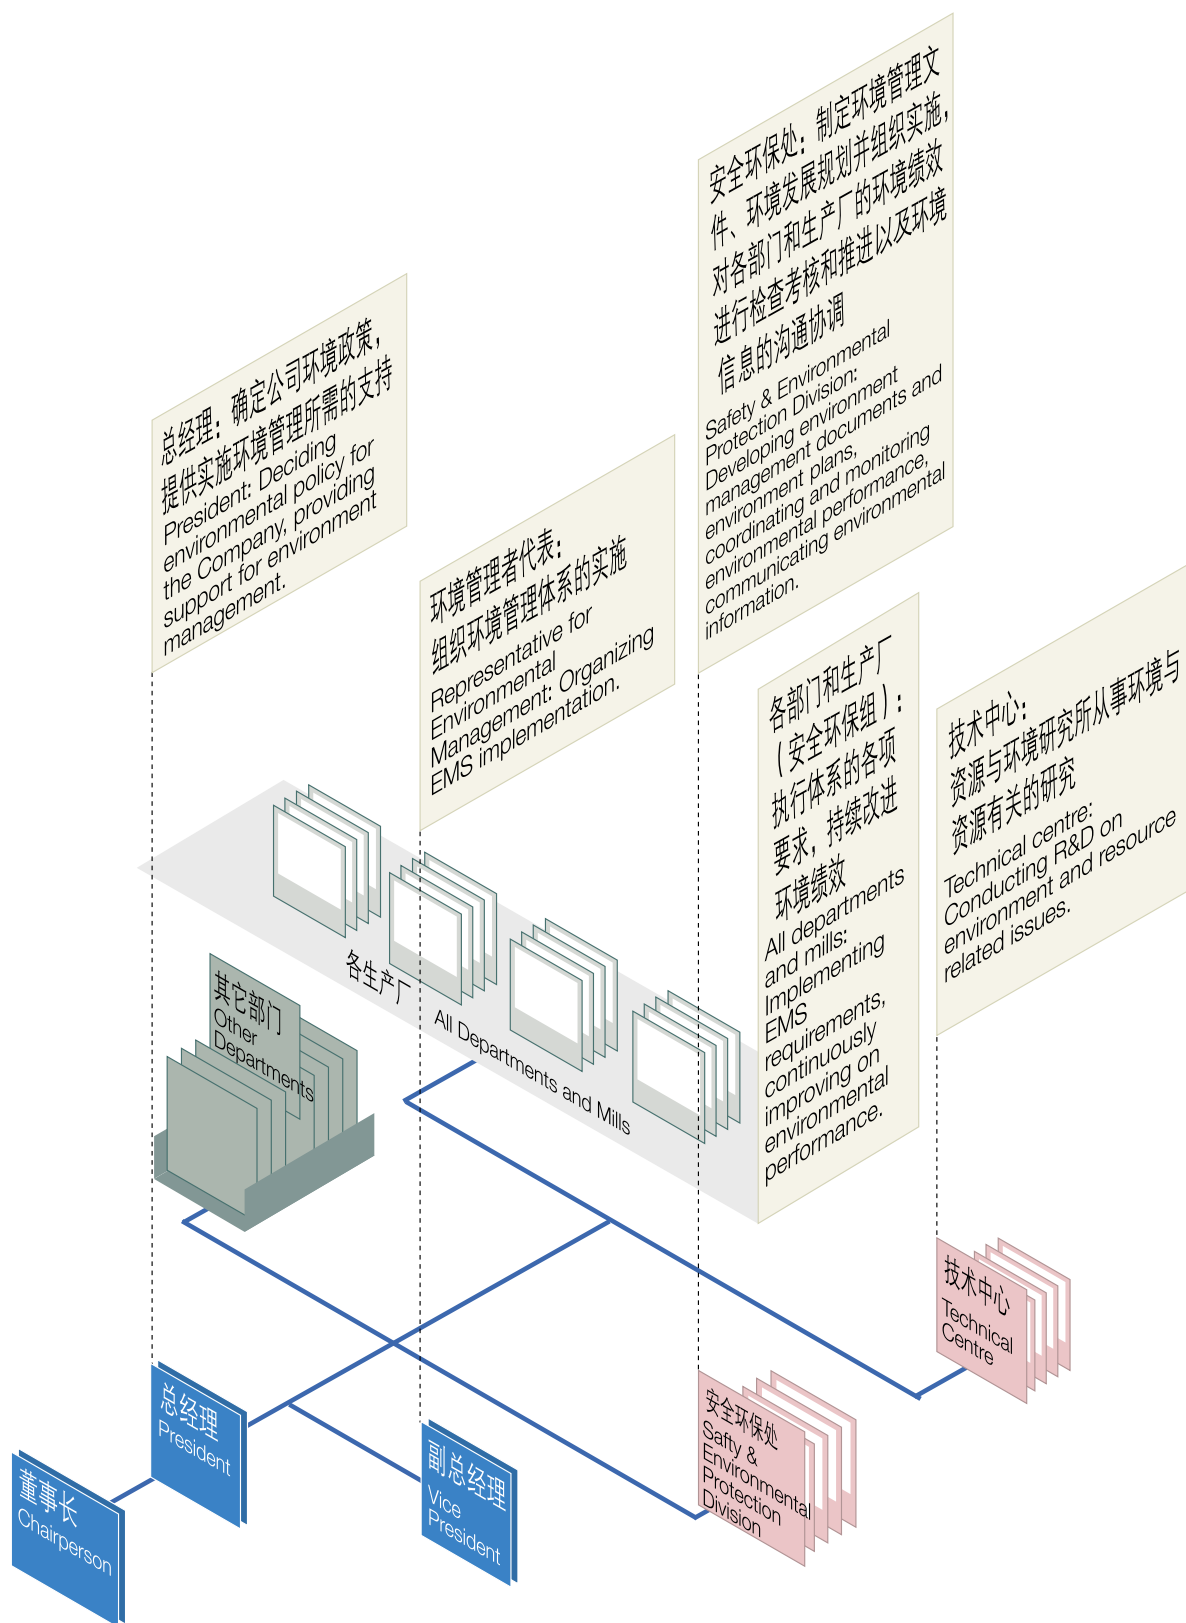 安全环保处：制定环境管理文
件、环境发展规划并组织实施，
对各部门和生产厂的环境绩效
进行检查考核和推进以及环境
信息的沟通协调
Safety & Environmental
Protection Division:
Developing environment
management documents and
environment plans,
coordinating and monitoring
environmental performance,
communicating environmental
information.
总经理：确定公司环境政策，
提供实施环境管理所需的支持
President: Deciding
environmental policy for
the Company, providing
support for environment
management.
环境管理者代表：
组织环境管理体系的实施
Representative for
Environmental
Management: Organizing
EMS implementation.
各部门和生产厂
（安全环保组）：
执行体系的各项
要求，持续改进
环境绩效
All departments
and mills:
Implementing
EMS
requirements,
continuously
improving on
environmental
performance.
技术中心：
资源与环境研究所从事环境与
资源有关的研究
Technical centre:
Conducting R&D on
environment and resource
related issues.
各生产厂
All Departments and Mills
其它部门
Other
Departments
技术中心
Technical
Centre
总经理
President
安全环保处
Safty &
Environmental
Protection
Division
副总经理
Vice
President
董事长
Chairperson